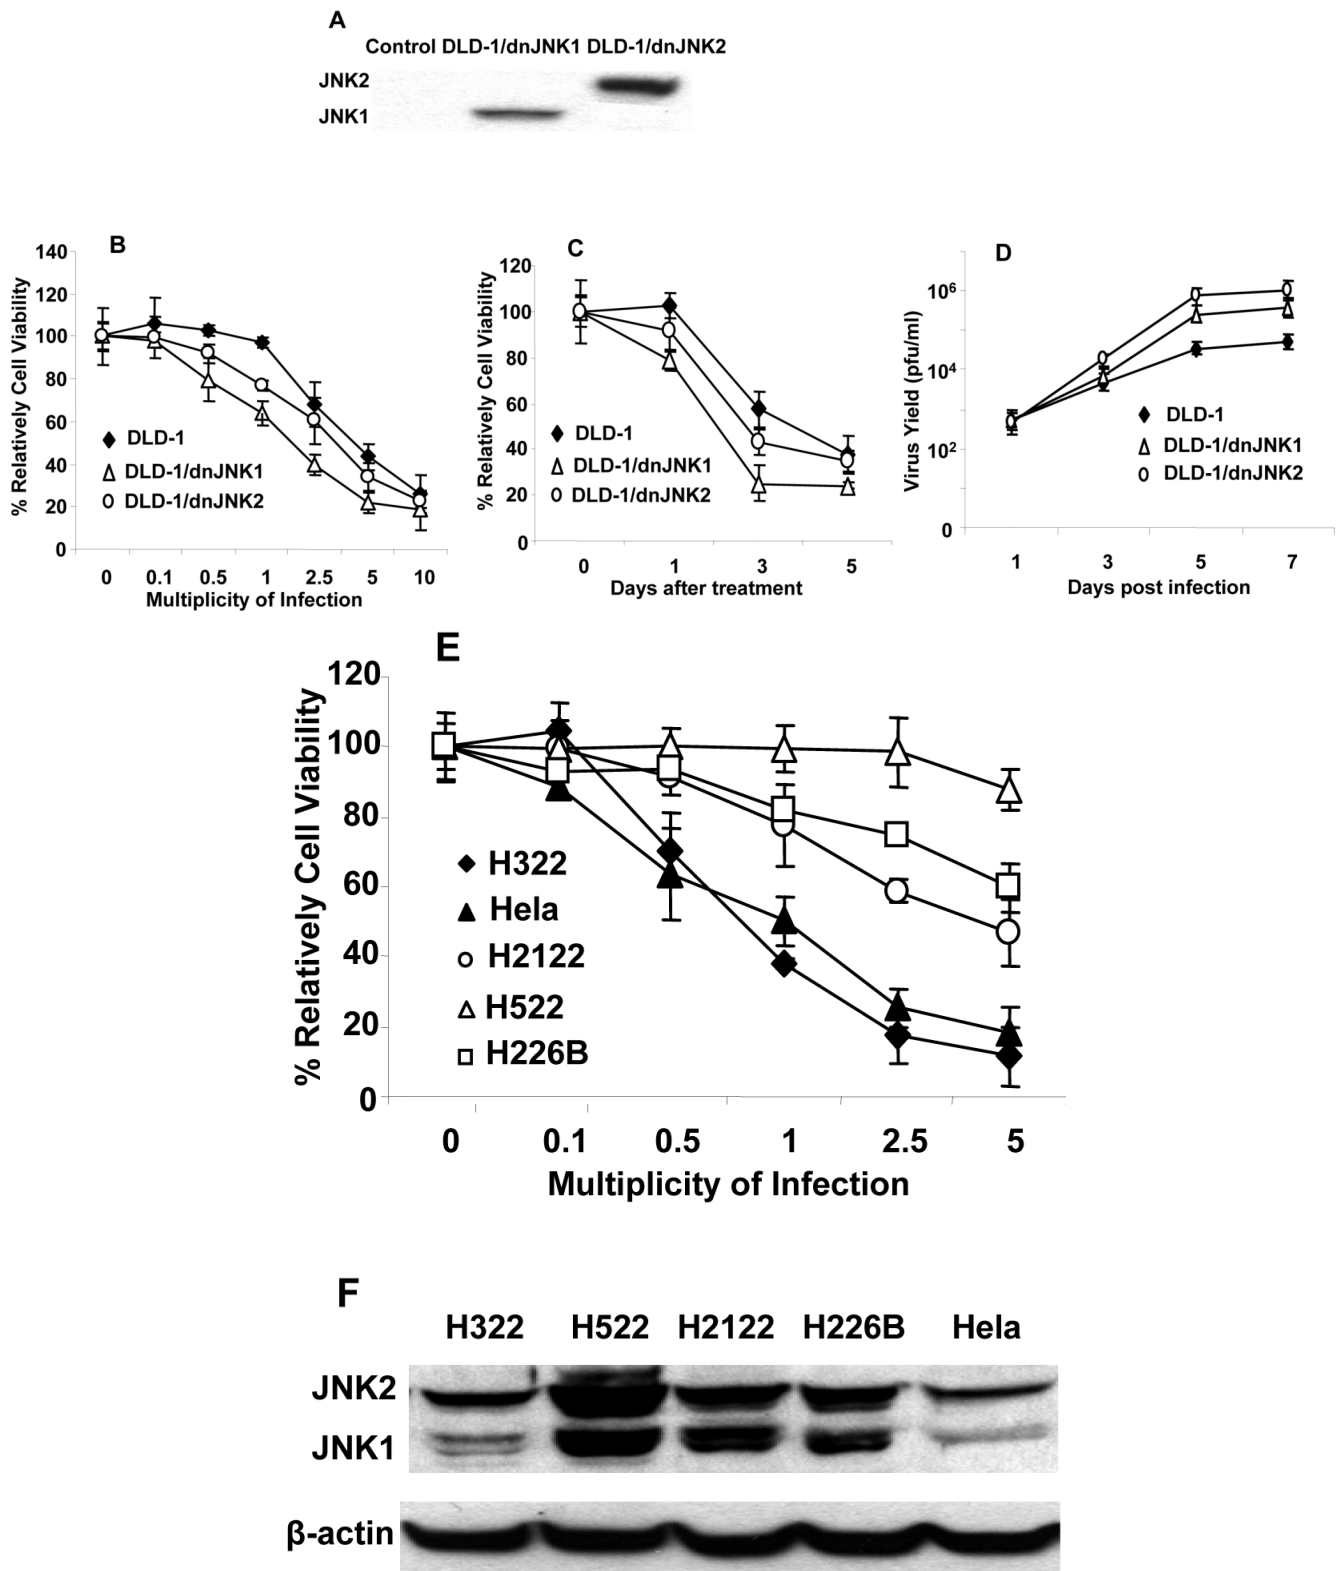 A
Control DLD-1/dnJNK1 DLD-1/dnJNK2
JNK2
JNK1
B
140
120
100
80
60
40
20
0
% Relatively Cell Viability
DLD-1
DLD-1/dnJNK1
DLD-1/dnJNK2
0 0.1 0.5 1 2.5 5 10
Multiplicity of Infection
C
120
100
80
60
40
20
0
% Relatively Cell Viability
DLD-1
DLD-1/dnJNK1
DLD-1/dnJNK2
0 1 3 5
Days after treatment
D
10⁶
10⁴
10²
0
Virus Yield (pfu/ml)
DLD-1
DLD-1/dnJNK1
DLD-1/dnJNK2
1 3 5 7
Days post infection
E
120
100
80
60
40
20
0
% Relatively Cell Viability
H322
Hela
H2122
H522
H226B
0 0.1 0.5 1 2.5 5
Multiplicity of Infection
F
H322 H522 H2122 H226B Hela
JNK2
JNK1
β-actin